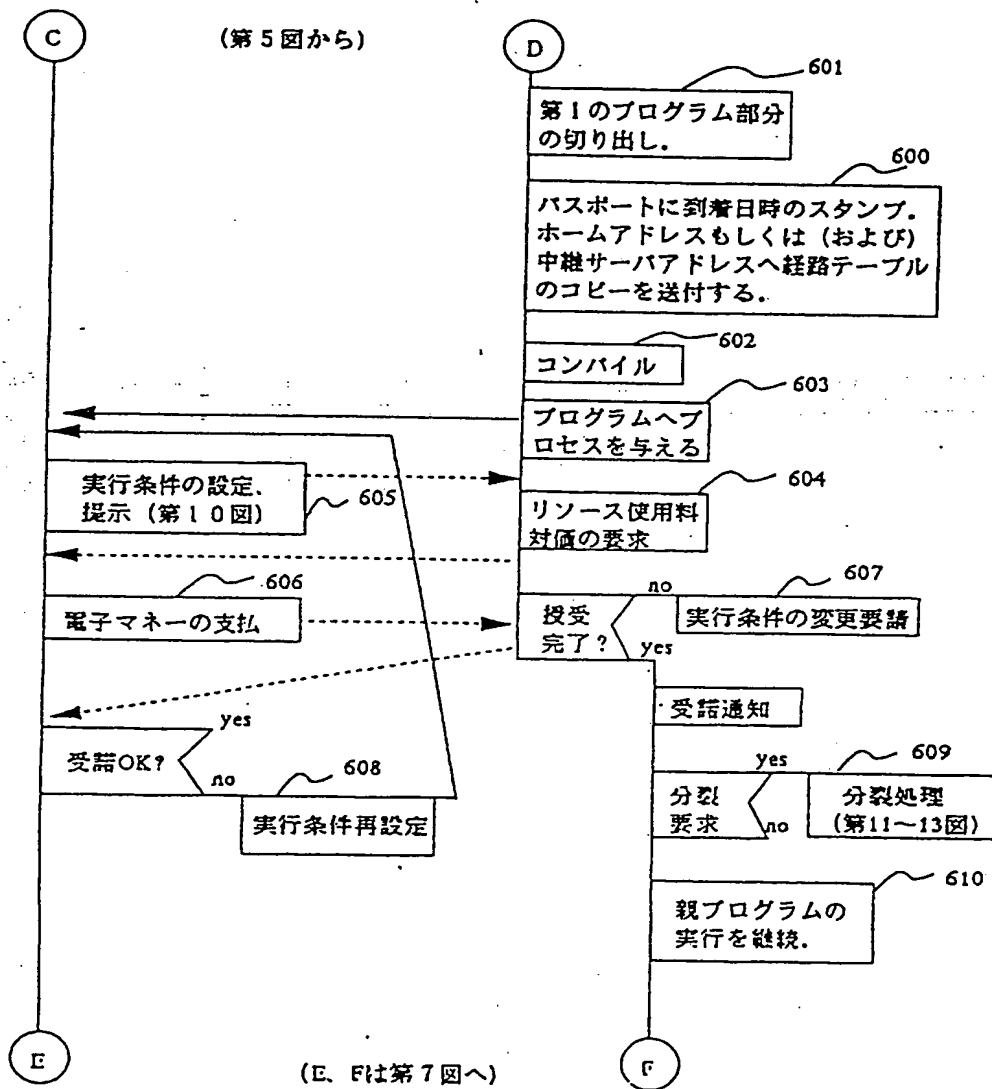 C
(第5図から)
D
601
第1のプログラム部分
の切り出し.
600
パスポートに到着日時のスタンプ.
ホームアドレスもしくは (および)
中継サーバアドレスへ経路テーブル
のコピーを送付する.
602
コンパイル
603
プログラムへプ
ロセスを与える
実行条件の設定、
提示 (第10図)
605
604
リソース使用料
対価の要求
606
電子マネーの支払
授受
完了?
no
yes
607
実行条件の変更要請
受諾通知
受諾OK?
yes
no
608
実行条件再設定
分裂
要求
yes
no
609
分裂処理
(第11~13図)
610
親プログラムの
実行を継続.
E
(E、Fは第7図へ)
F